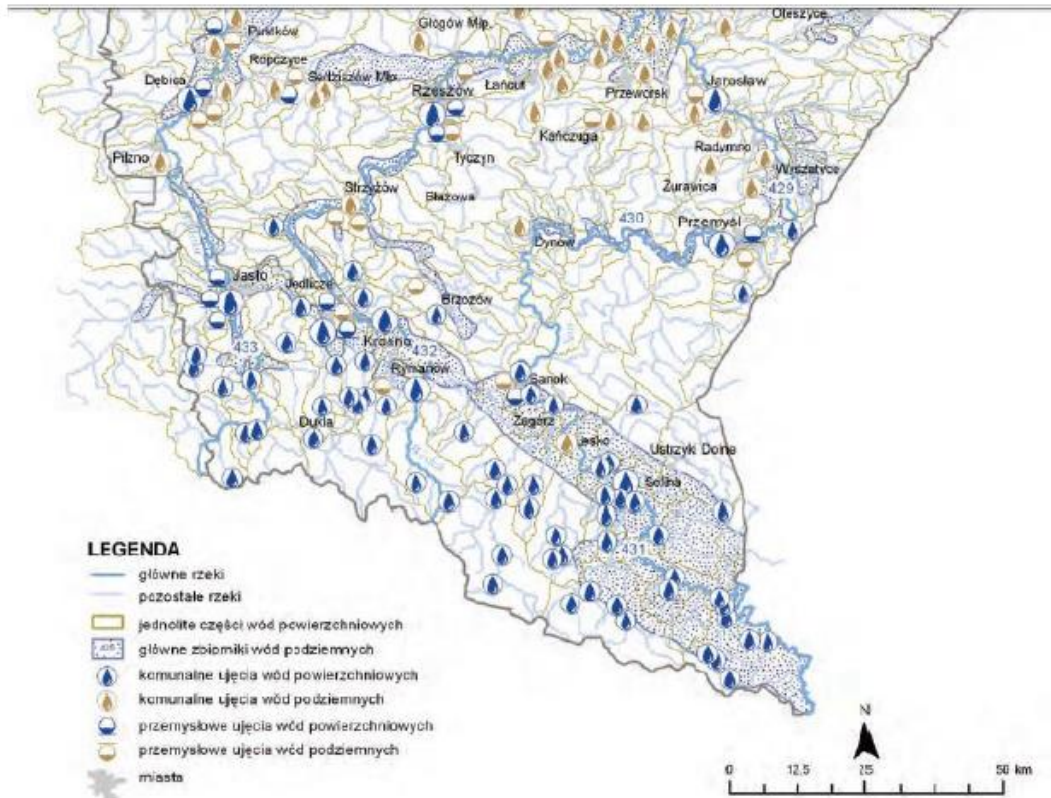 Głogów Młp.
Oleszyce
Pustków
Ropczyce
Sędziszów Młp.
Dębica
Rzeszów
Łańcut
Przeworsk
Jarosław
Kańczuga
Pilzno
Tyczyn
Radymno
Wyszatyce
Żurawica
429
Strzyżów
Błażowa
430
Przemyśl
Dynów
Jasło
Jedlicze
Brzozów
433
Krosno
432
Rymanów
Sanok
Dukla
Zagórz
Lesko
Ustrzyki Dolne
Solina
431
LEGENDA
główne rzeki
pozostałe rzeki
jednolite części wód powierzchniowych
główne zbiorniki wód podziemnych
komunalne ujęcia wód powierzchniowych
komunalne ujęcia wód podziemnych
przemysłowe ujęcia wód powierzchniowych
przemysłowe ujęcia wód podziemnych
miasta
N
0 12,5 25 50 km